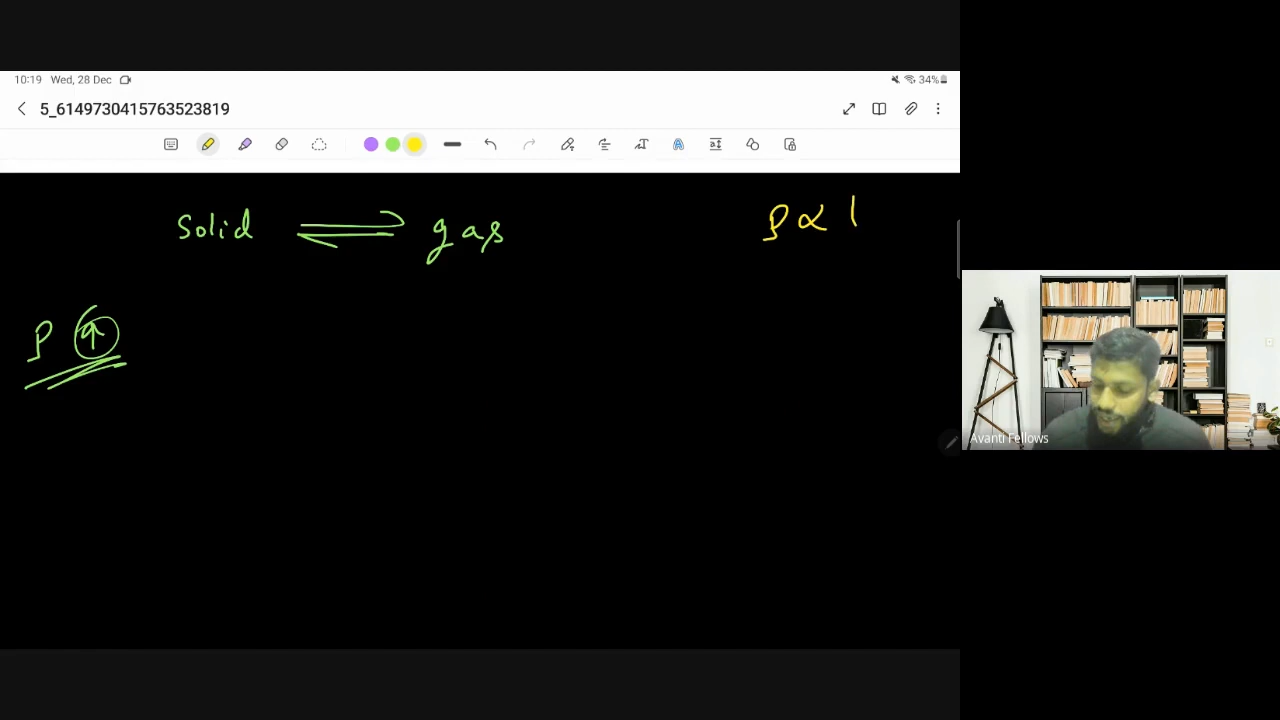 10:19 Wed, 28 Dec 34%
5_6149730415763523819
Solid ⇌ gas
P ∝ 1
P ↑
Avanti Fellows